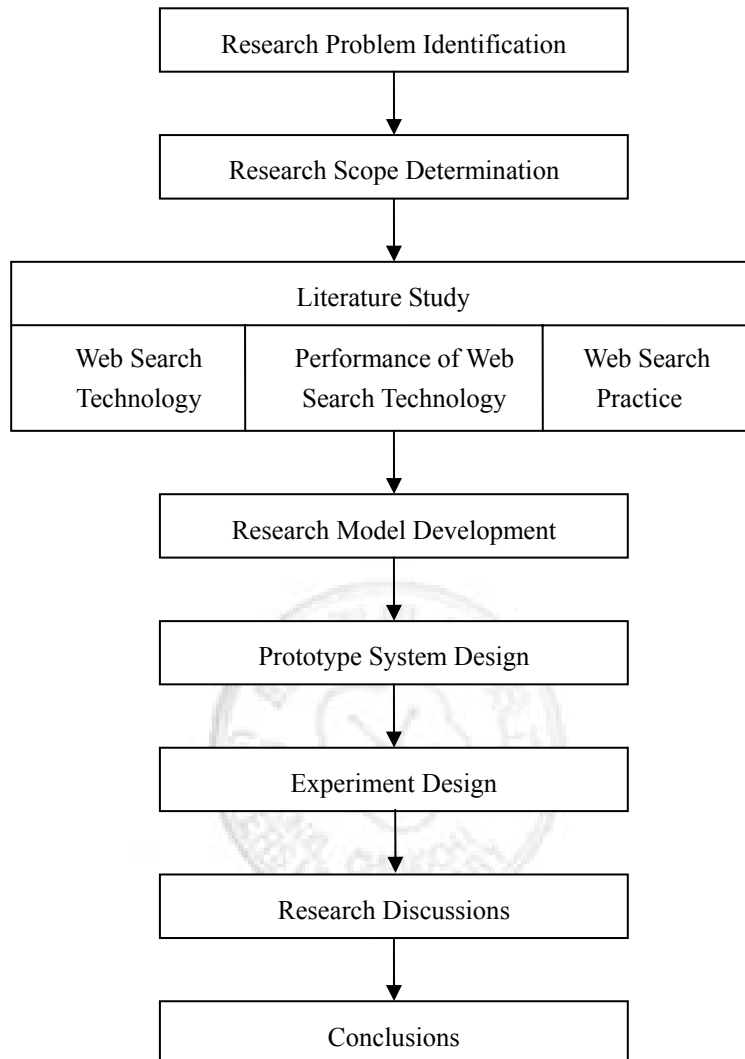 Research Problem Identification
Research Scope Determination
Literature Study
Web Search
Technology
Performance of Web
Search Technology
Web Search
Practice
Research Model Development
Prototype System Design
Experiment Design
Research Discussions
Conclusions